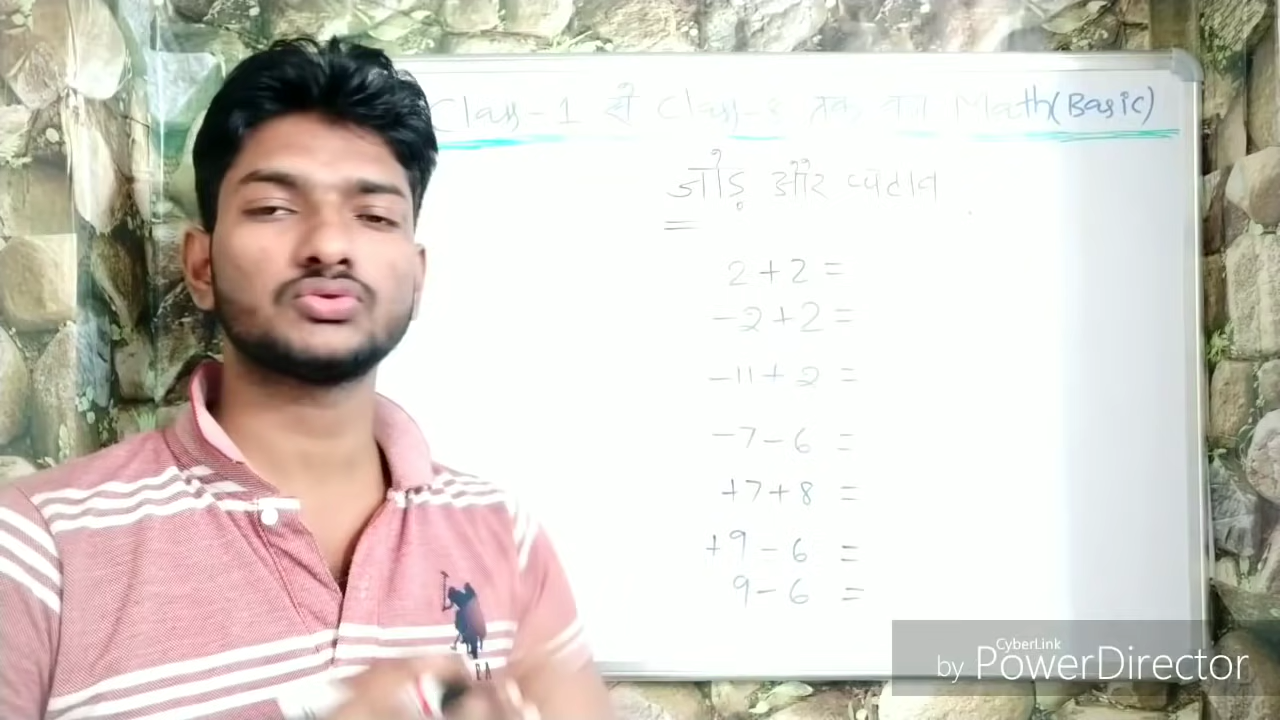 Class-1 से Class-8 तक का Math(Basic)
जोड़ और घटाव
2+2=
-2+2=
-11+2=
-7-6=
+7+8=
+9-6=
9-6=
CyberLink
by PowerDirector